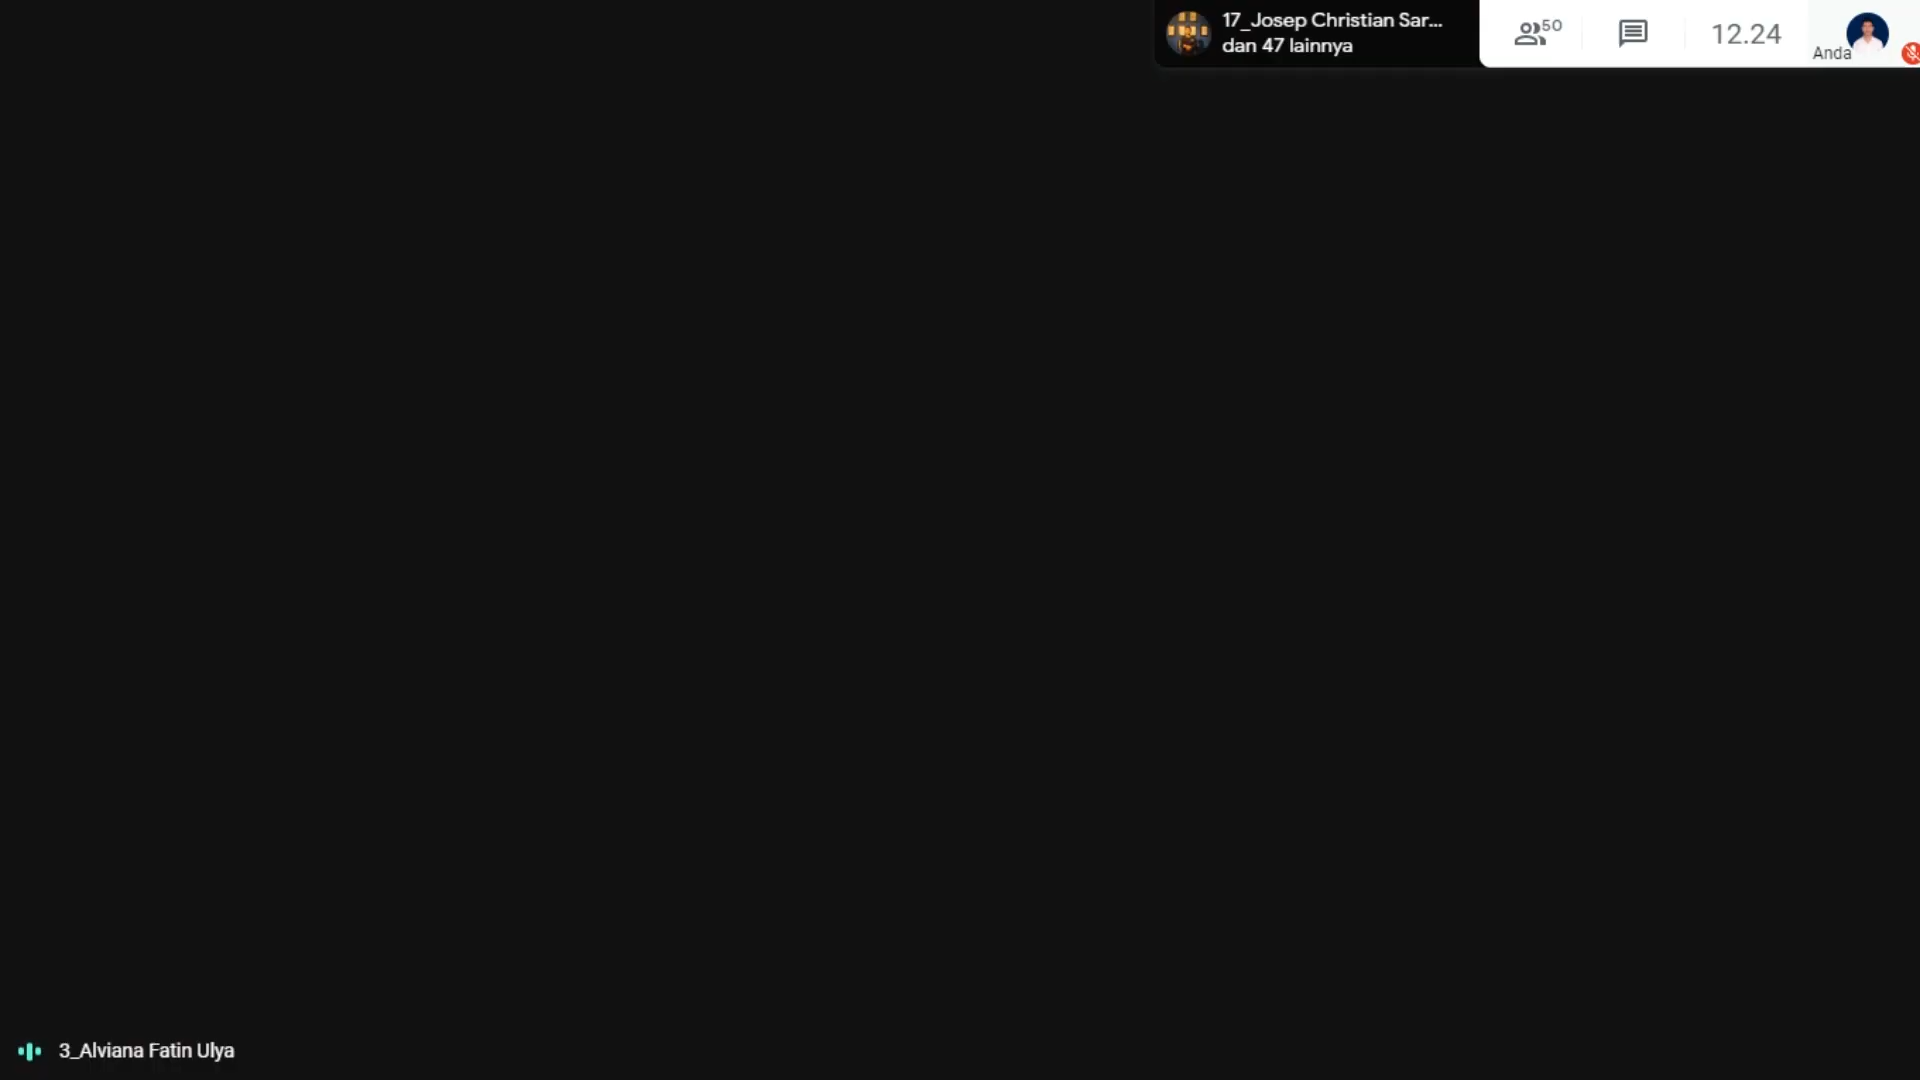 17_Josep Christian Sar...
dan 47 lainnya
50
12.24
Anda
3_Alviana Fatin Ulya